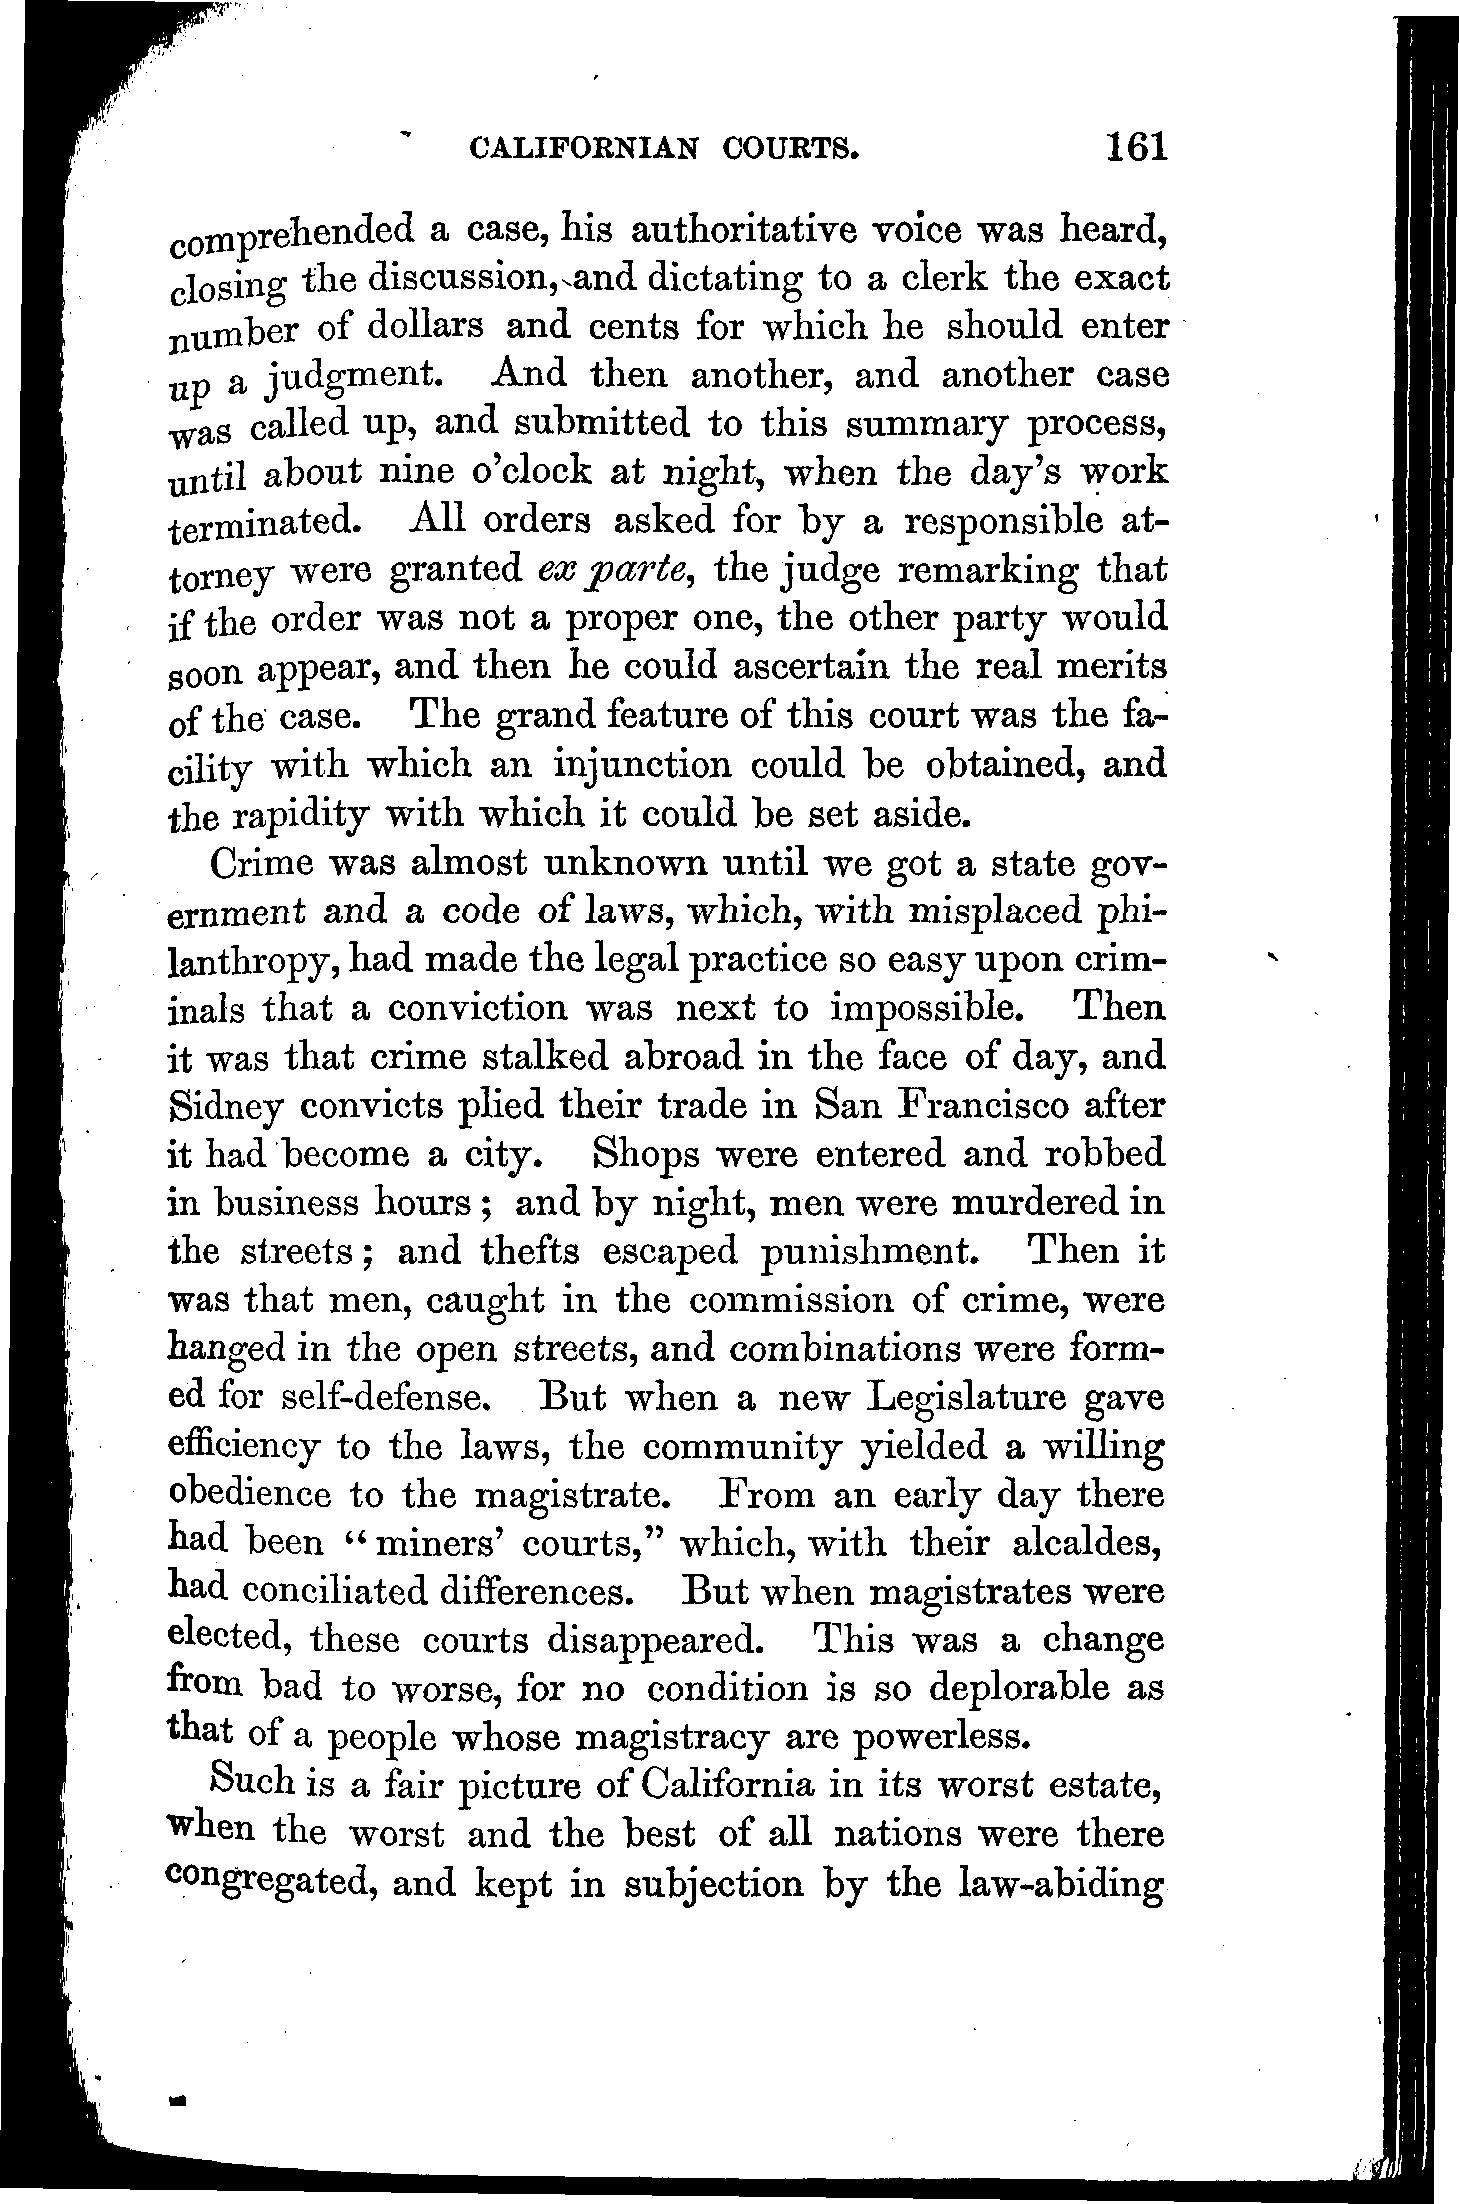 CALIFORNIAN COURTS. 161
comprehended a case, his authoritative voice was heard,
closing the discussion, and dictating to a clerk the exact
number of dollars and cents for which he should enter
up a judgment. And then another, and another case
was called up, and submitted to this summary process,
until about nine o'clock at night, when the day's work
terminated. All orders asked for by a responsible at-
torney were granted ex parte, the judge remarking that
if the order was not a proper one, the other party would
soon appear, and then he could ascertain the real merits
of the case. The grand feature of this court was the fa-
cility with which an injunction could be obtained, and
the rapidity with which it could be set aside.
Crime was almost unknown until we got a state gov-
ernment and a code of laws, which, with misplaced phi-
lanthropy, had made the legal practice so easy upon crim-
inals that a conviction was next to impossible. Then
it was that crime stalked abroad in the face of day, and
Sidney convicts plied their trade in San Francisco after
it had become a city. Shops were entered and robbed
in business hours; and by night, men were murdered in
the streets; and thefts escaped punishment. Then it
was that men, caught in the commission of crime, were
hanged in the open streets, and combinations were form-
ed for self-defense. But when a new Legislature gave
efficiency to the laws, the community yielded a willing
obedience to the magistrate. From an early day there
had been "miners' courts," which, with their alcaldes,
had conciliated differences. But when magistrates were
elected, these courts disappeared. This was a change
from bad to worse, for no condition is so deplorable as
that of a people whose magistracy are powerless.
Such is a fair picture of California in its worst estate,
when the worst and the best of all nations were there
congregated, and kept in subjection by the law-abiding